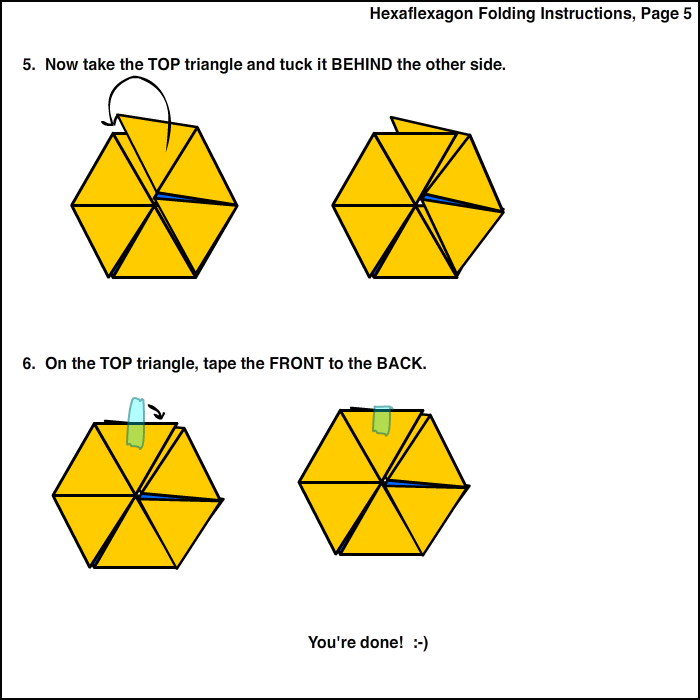 Hexaflexagon Folding Instructions, Page 5
5. Now take the TOP triangle and tuck it BEHIND the other side.
6. On the TOP triangle, tape the FRONT to the BACK.
You're done! :-)